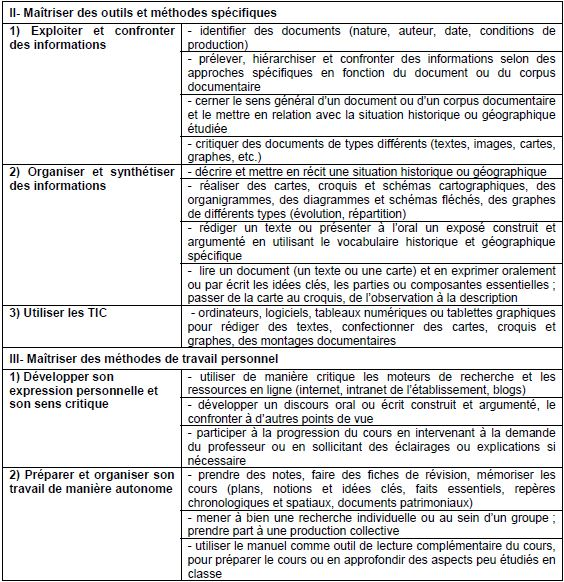 II- Maîtriser des outils et méthodes spécifiques
1) Exploiter et confronter
des informations
- identifier des documents (nature, auteur, date, conditions de
production)
- prélever, hiérarchiser et confronter des informations selon des
approches spécifiques en fonction du document ou du corpus
documentaire
- cerner le sens général d'un document ou d'un corpus documentaire
et le mettre en relation avec la situation historique ou géographique
étudiée
- critiquer des documents de types différents (textes, images, cartes,
graphes, etc.)
2) Organiser et synthétiser
des informations
- décrire et mettre en récit une situation historique ou géographique
- réaliser des cartes, croquis et schémas cartographiques, des
organigrammes, des diagrammes et schémas fléchés, des graphes
de différents types (évolution, répartition)
- rédiger un texte ou présenter à l'oral un exposé construit et
argumenté en utilisant le vocabulaire historique et géographique
spécifique
- lire un document (un texte ou une carte) et en exprimer oralement
ou par écrit les idées clés, les parties ou composantes essentielles ;
passer de la carte au croquis, de l'observation à la description
3) Utiliser les TIC
- ordinateurs, logiciels, tableaux numériques ou tablettes graphiques
pour rédiger des textes, confectionner des cartes, croquis et
graphes, des montages documentaires
III- Maîtriser des méthodes de travail personnel
1) Développer son
expression personnelle et
son sens critique
- utiliser de manière critique les moteurs de recherche et les
ressources en ligne (internet, intranet de l'établissement, blogs)
- développer un discours oral ou écrit construit et argumenté, le
confronter à d'autres points de vue
- participer à la progression du cours en intervenant à la demande
du professeur ou en sollicitant des éclairages ou explications si
nécessaire
2) Préparer et organiser son
travail de manière autonome
- prendre des notes, faire des fiches de révision, mémoriser les
cours (plans, notions et idées clés, faits essentiels, repères
chronologiques et spatiaux, documents patrimoniaux)
- mener à bien une recherche individuelle ou au sein d'un groupe ;
prendre part à une production collective
- utiliser le manuel comme outil de lecture complémentaire du cours,
pour préparer le cours ou en approfondir des aspects peu étudiés en
classe